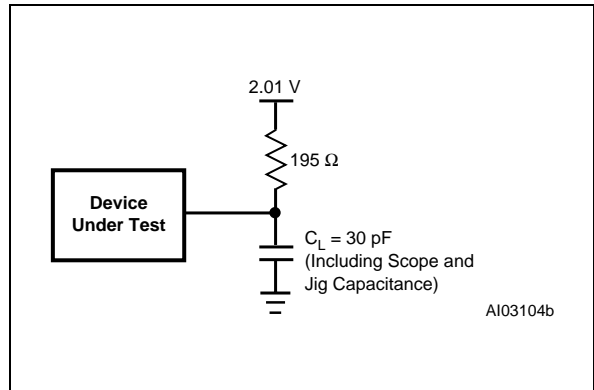 2.01 V
195 Ω
Device
Under Test
C_L = 30 pF
(Including Scope and
Jig Capacitance)
AI03104b